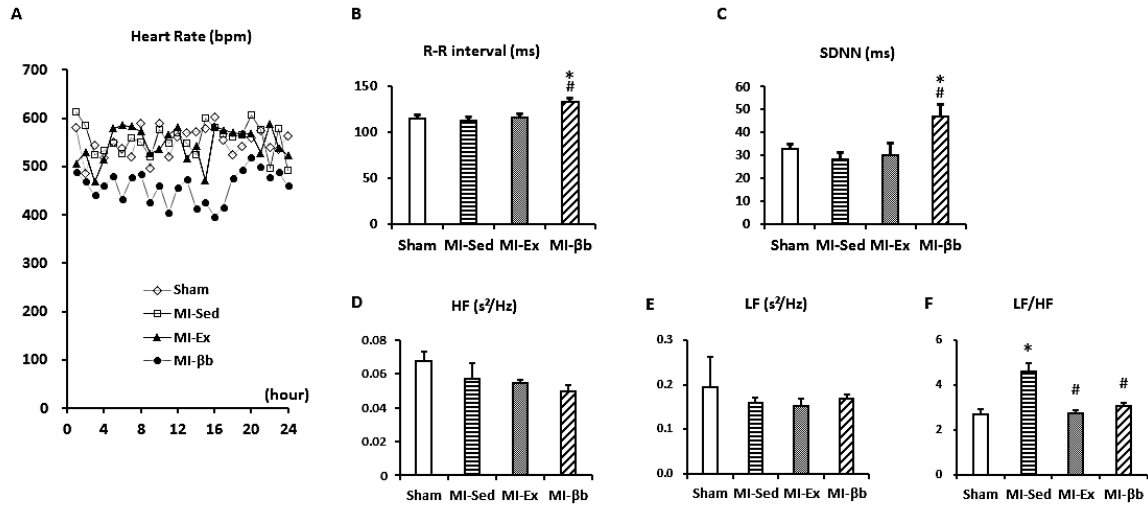 A
Heart Rate (bpm)
700
600
500
400
300
200
100
0
0 4 8 12 16 20 24
(hour)
Sham
MI-Sed
MI-Ex
MI-βb
B
R-R interval (ms)
150
100
50
0
*
#
Sham MI-Sed MI-Ex MI-βb
C
SDNN (ms)
60
50
40
30
20
10
0
*
#
Sham MI-Sed MI-Ex MI-βb
D
HF (s²/Hz)
0.08
0.06
0.04
0.02
0
Sham MI-Sed MI-Ex MI-βb
E
LF (s²/Hz)
0.3
0.2
0.1
0.0
Sham MI-Sed MI-Ex MI-βb
F
LF/HF
6
4
2
0
*
# #
Sham MI-Sed MI-Ex MI-βb